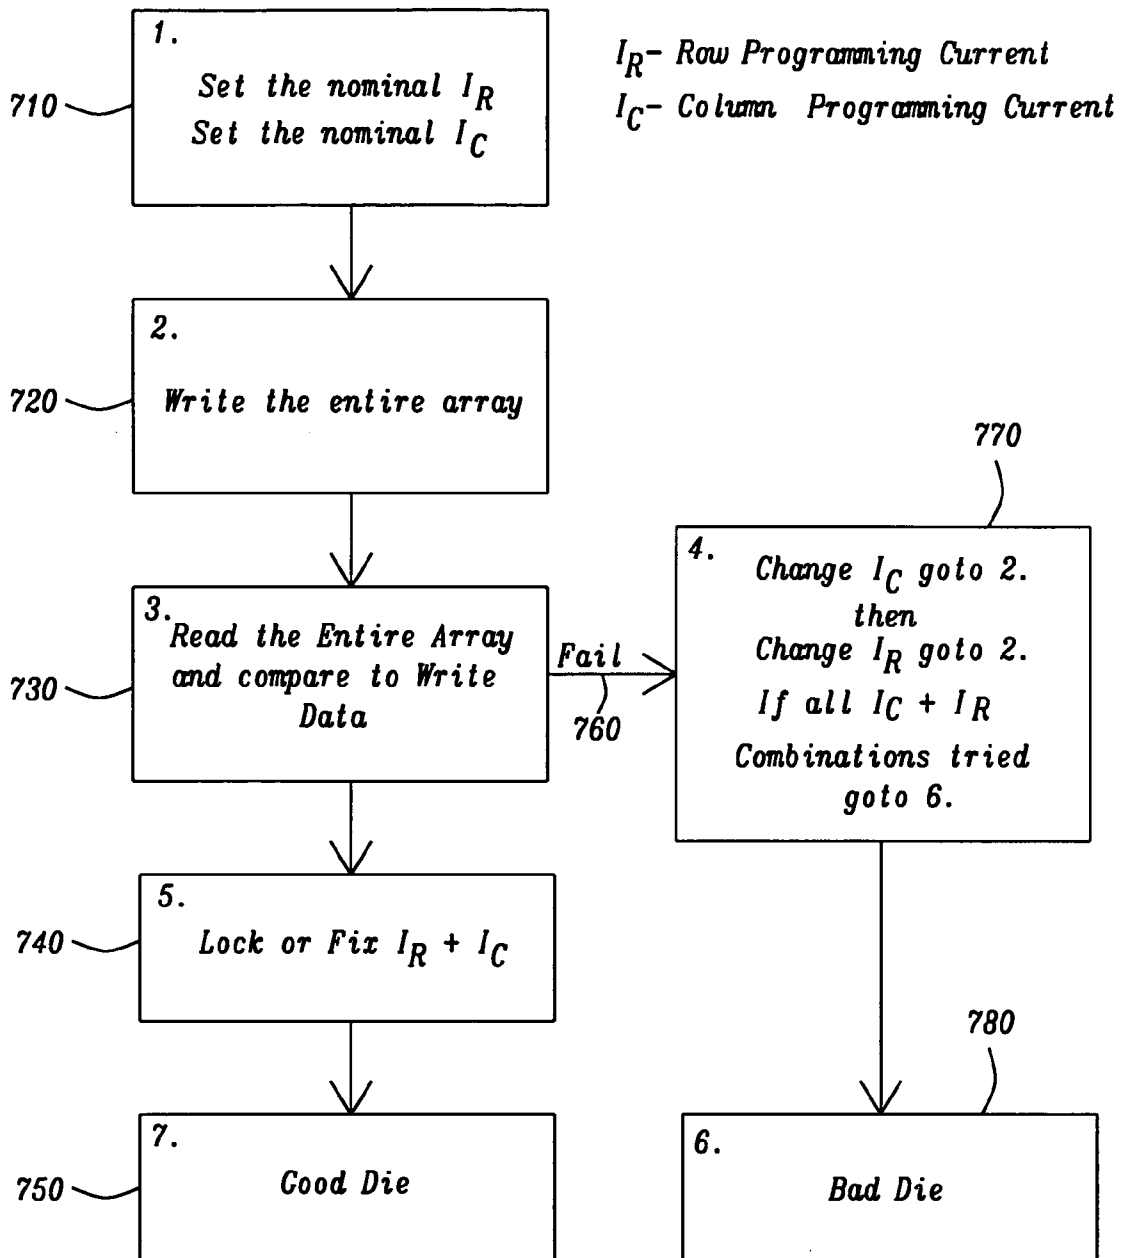 1.
Set the nominal I_R
Set the nominal I_C
710
I_R- Row Programming Current
I_C- Column Programming Current
2.
Write the entire array
720
3.
Read the Entire Array
and compare to Write
Data
730
Fail
760
770
4.
Change I_C goto 2.
then
Change I_R goto 2.
If all I_C + I_R
Combinations tried
goto 6.
5.
Lock or Fix I_R + I_C
740
7.
Good Die
750
780
6.
Bad Die